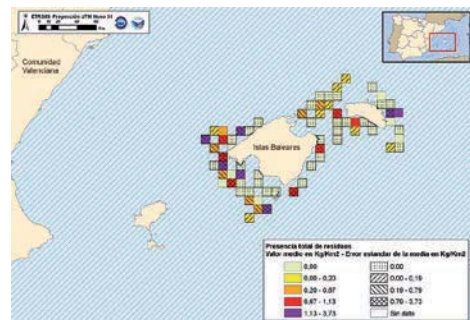 ETRS89 Proyección UTM Huso 31
Comunidad
Valenciana
Islas Baleares
Presencia total de residuos
Valor medio en Kg/Km2 - Error estandar de la media en Kg/Km2
0,00 0,00
0,00 - 0,20 0,00 - 0,19
0,20 - 0,67 0,19 - 0,79
0,67 - 1,13 0,79 - 3,73
1,13 - 3,73 Sin dato